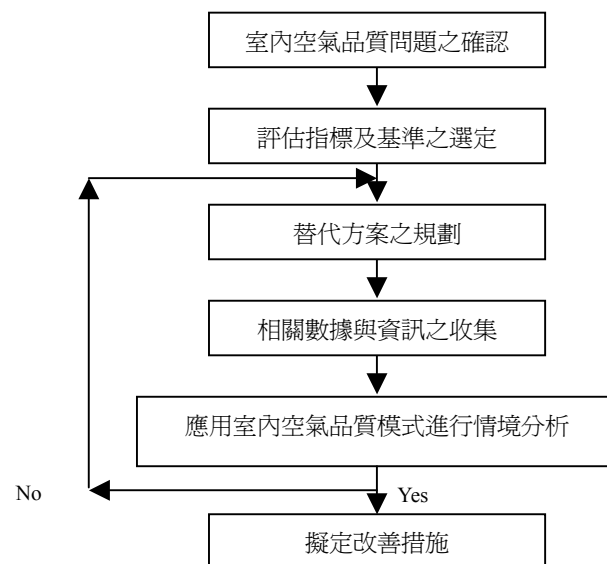 室內空氣品質問題之確認
評估指標及基準之選定
替代方案之規劃
相關數據與資訊之收集
應用室內空氣品質模式進行情境分析
No
Yes
擬定改善措施